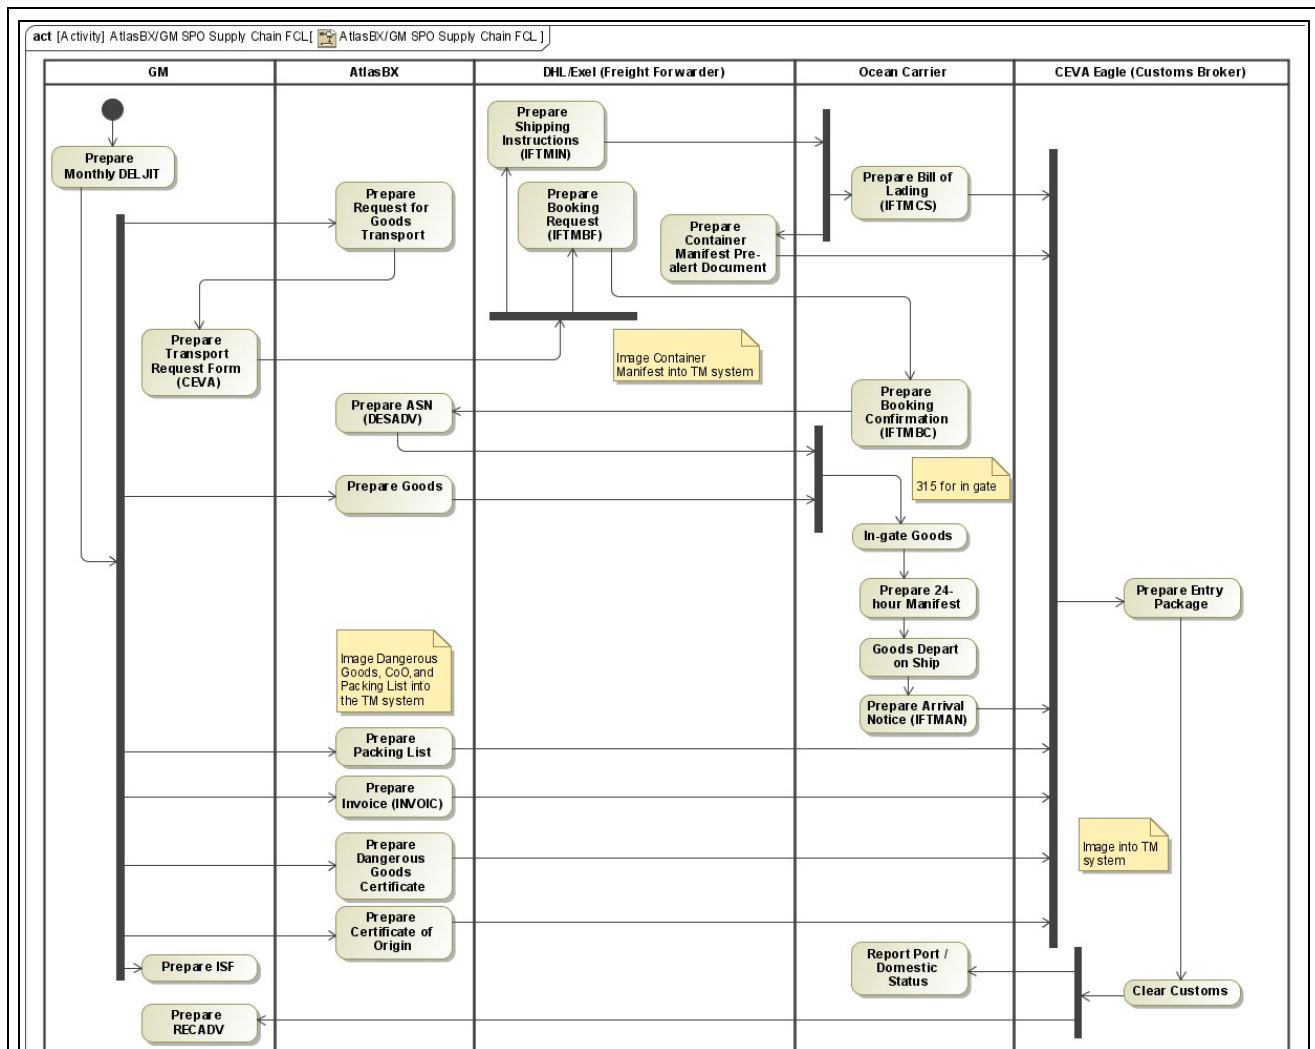 act [Activity] AtlasBX/GM SPO Supply Chain FCL[ AtlasBX/GM SPO Supply Chain FCL ]
GM
AtlasBX
DHL/Exel (Freight Forwarder)
Ocean Carrier
CEVA Eagle (Customs Broker)
Prepare
Monthly DELJIT
Prepare
Request for
Goods
Transport
Prepare
Shipping
Instructions
(IFTMIN)
Prepare
Booking
Request
(IFTMBF)
Prepare
Container
Manifest Pre-
alert Document
Prepare Bill of
Lading
(IFTMCS)
Prepare
Transport
Request Form
(CEVA)
Image Container
Manifest into TM system
Prepare ASN
(DESADV)
Prepare
Booking
Confirmation
(IFTMBC)
Prepare Goods
315 for in gate
In-gate Goods
Prepare 24-
hour Manifest
Prepare Entry
Package
Goods Depart
on Ship
Image Dangerous
Goods, CoO,and
Packing List into
the TM system
Prepare Arrival
Notice (IFTMAN)
Prepare
Packing List
Prepare
Invoice (INVOIC)
Prepare
Dangerous
Goods
Certificate
Image into TM
system
Prepare
Certificate of
Origin
Prepare ISF
Report Port /
Domestic
Status
Clear Customs
Prepare
RECADV